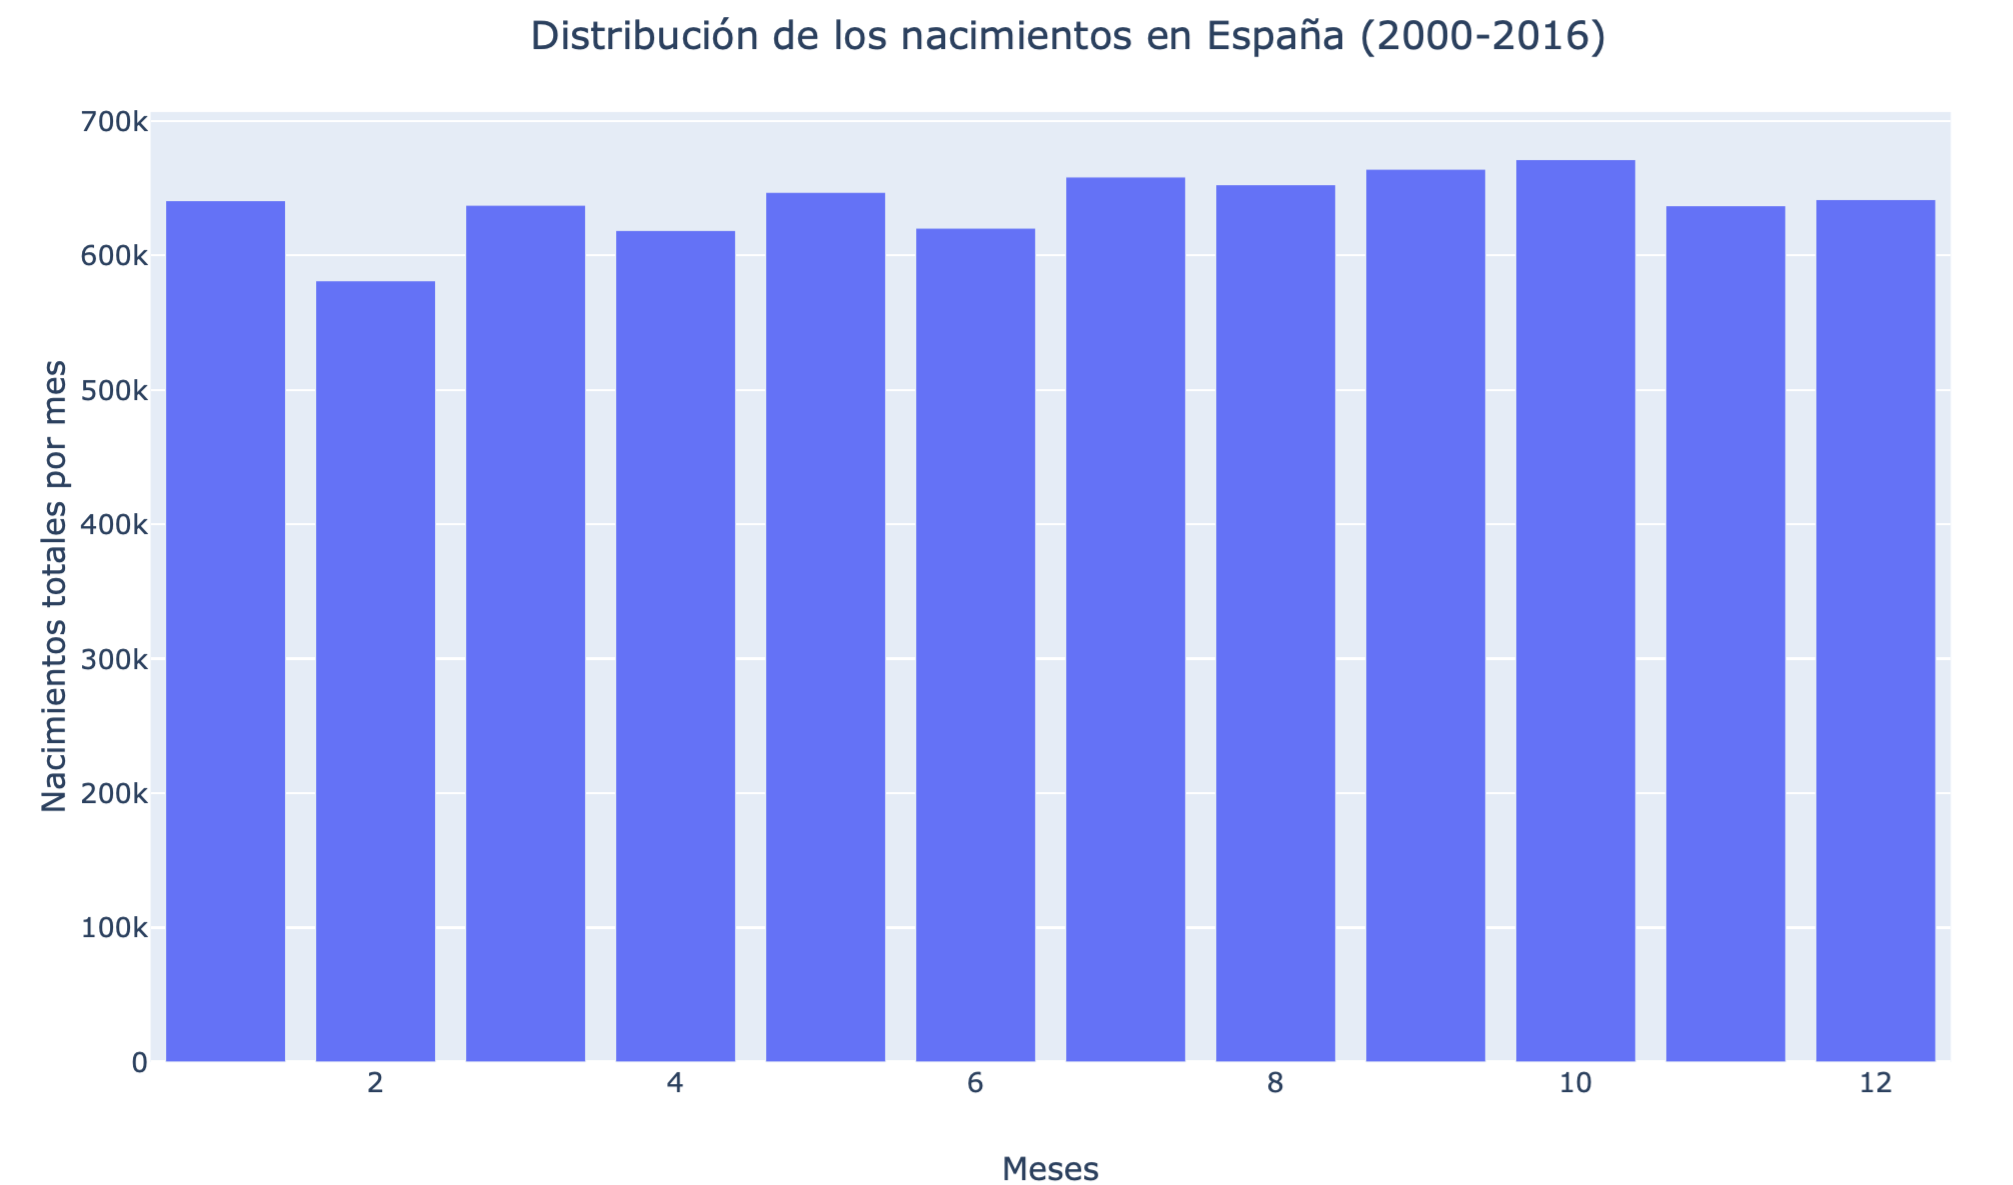 Distribución de los nacimientos en España (2000-2016)
Nacimientos totales por mes
700k
600k
500k
400k
300k
200k
100k
0
2
4
6
8
10
12
Meses